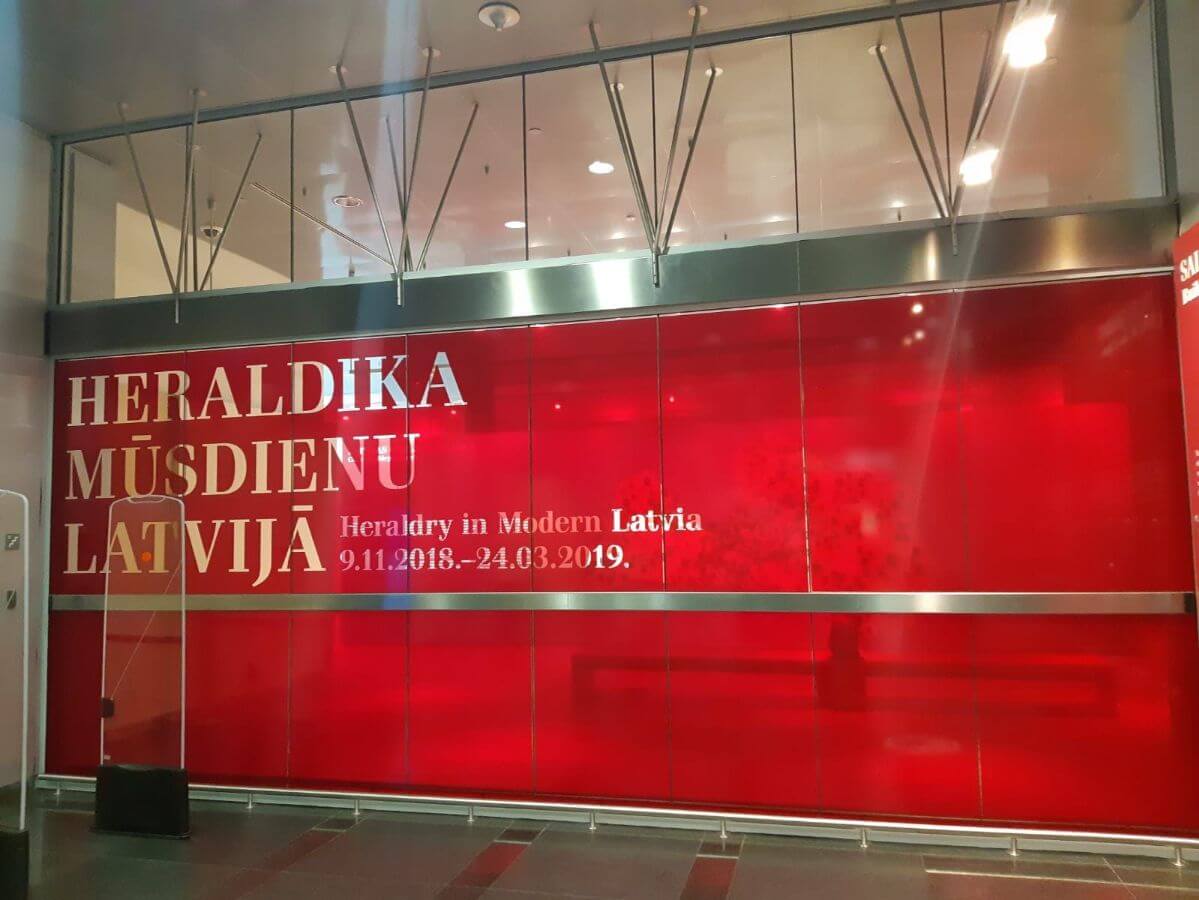 HERALDIKA
MŪSDIENU
LATVIJĀ
Heraldry in Modern Latvia
9.11.2018.–24.03.2019.